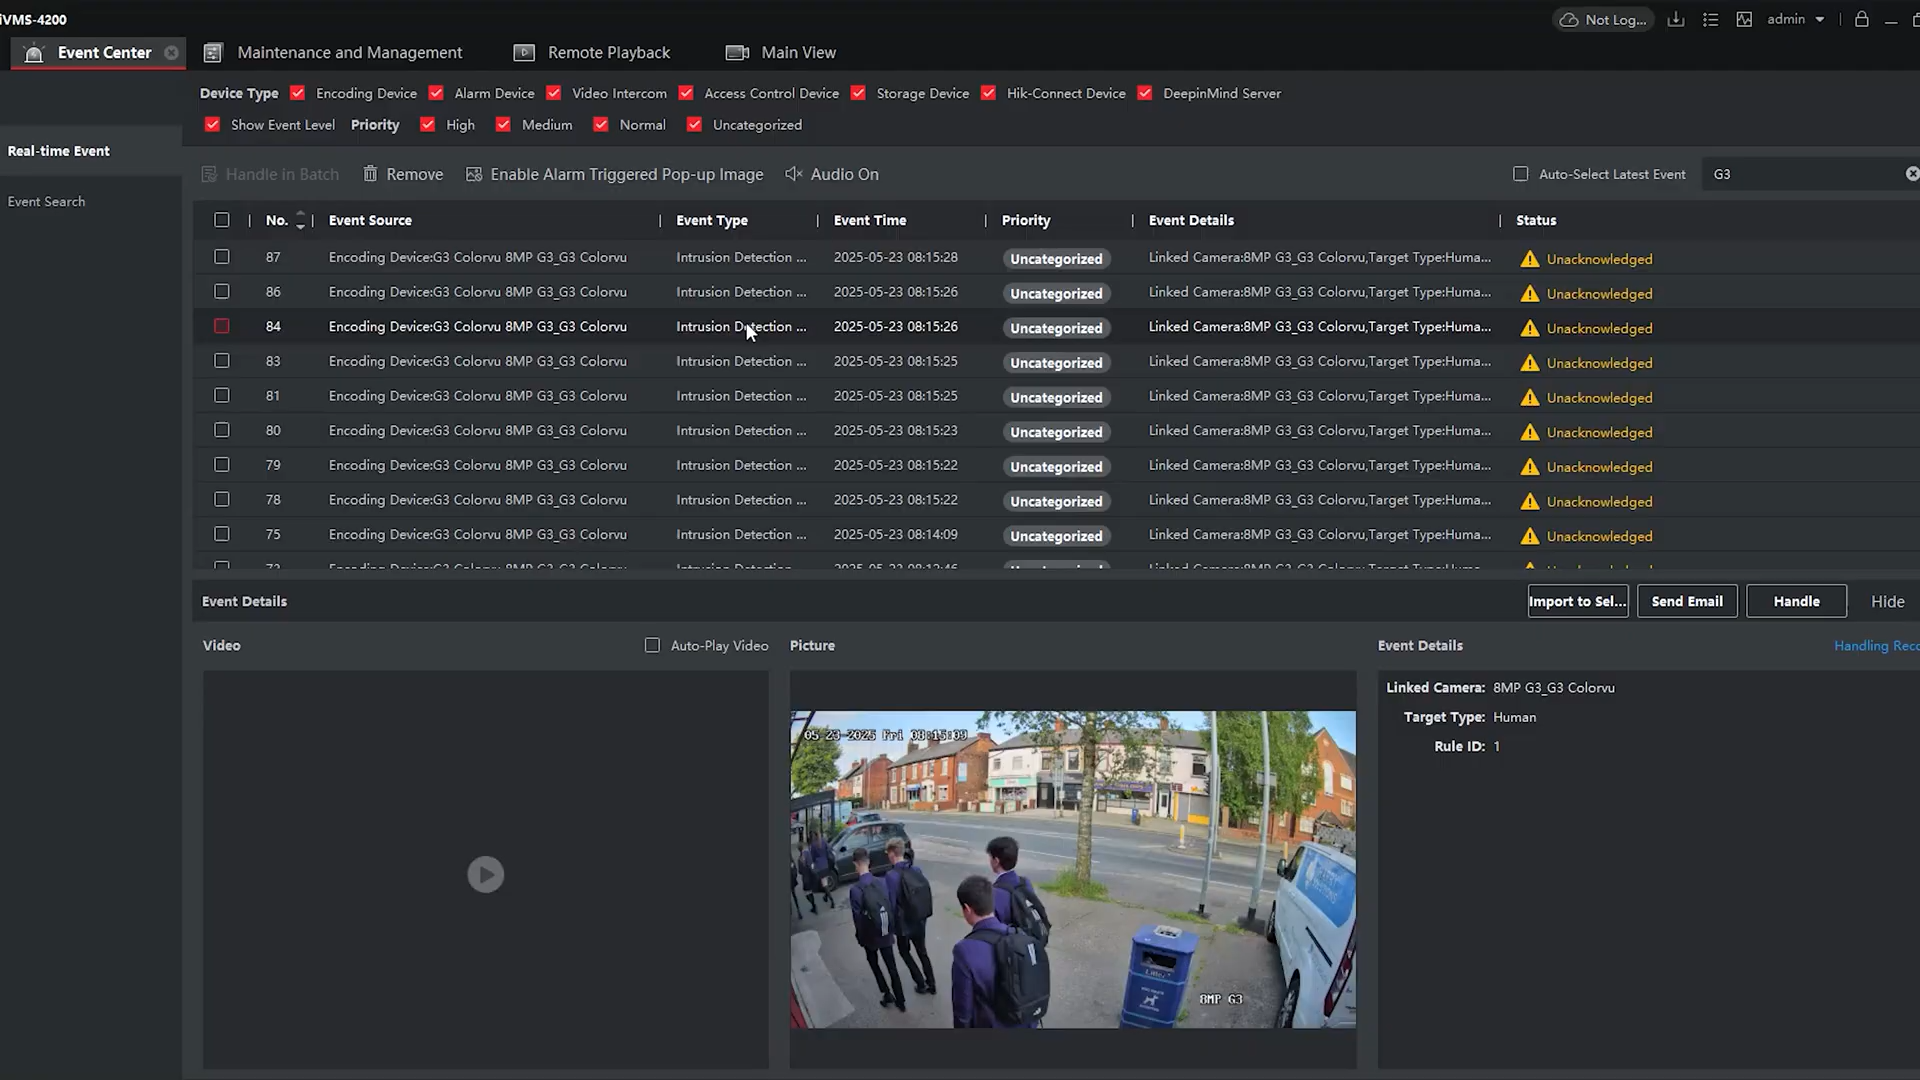 iVMS-4200
Not Log...
admin
Event Center
Maintenance and Management
Remote Playback
Main View
Device Type Encoding Device Alarm Device Video Intercom Access Control Device Storage Device Hik-Connect Device DeepinMind Server
Show Event Level Priority High Medium Normal Uncategorized
Real-time Event
Event Search
Handle in Batch Remove Enable Alarm Triggered Pop-up Image Audio On Auto-Select Latest Event G3
No. Event Source Event Type Event Time Priority Event Details Status
87 Encoding Device:G3 Colorvu 8MP G3_G3 Colorvu Intrusion Detection ... 2025-05-23 08:15:28 Uncategorized Linked Camera:8MP G3_G3 Colorvu,Target Type:Huma... Unacknowledged
86 Encoding Device:G3 Colorvu 8MP G3_G3 Colorvu Intrusion Detection ... 2025-05-23 08:15:26 Uncategorized Linked Camera:8MP G3_G3 Colorvu,Target Type:Huma... Unacknowledged
84 Encoding Device:G3 Colorvu 8MP G3_G3 Colorvu Intrusion Detection ... 2025-05-23 08:15:26 Uncategorized Linked Camera:8MP G3_G3 Colorvu,Target Type:Huma... Unacknowledged
83 Encoding Device:G3 Colorvu 8MP G3_G3 Colorvu Intrusion Detection ... 2025-05-23 08:15:25 Uncategorized Linked Camera:8MP G3_G3 Colorvu,Target Type:Huma... Unacknowledged
81 Encoding Device:G3 Colorvu 8MP G3_G3 Colorvu Intrusion Detection ... 2025-05-23 08:15:25 Uncategorized Linked Camera:8MP G3_G3 Colorvu,Target Type:Huma... Unacknowledged
80 Encoding Device:G3 Colorvu 8MP G3_G3 Colorvu Intrusion Detection ... 2025-05-23 08:15:23 Uncategorized Linked Camera:8MP G3_G3 Colorvu,Target Type:Huma... Unacknowledged
79 Encoding Device:G3 Colorvu 8MP G3_G3 Colorvu Intrusion Detection ... 2025-05-23 08:15:22 Uncategorized Linked Camera:8MP G3_G3 Colorvu,Target Type:Huma... Unacknowledged
78 Encoding Device:G3 Colorvu 8MP G3_G3 Colorvu Intrusion Detection ... 2025-05-23 08:15:22 Uncategorized Linked Camera:8MP G3_G3 Colorvu,Target Type:Huma... Unacknowledged
75 Encoding Device:G3 Colorvu 8MP G3_G3 Colorvu Intrusion Detection ... 2025-05-23 08:14:09 Uncategorized Linked Camera:8MP G3_G3 Colorvu,Target Type:Huma... Unacknowledged
Event Details Import to Sel... Send Email Handle Hide
Video Auto-Play Video Picture Event Details Handling Reco
Linked Camera: 8MP G3_G3 Colorvu
Target Type: Human
Rule ID: 1
05-23-2025 Fri 08:15:09
Litter
8MP G3